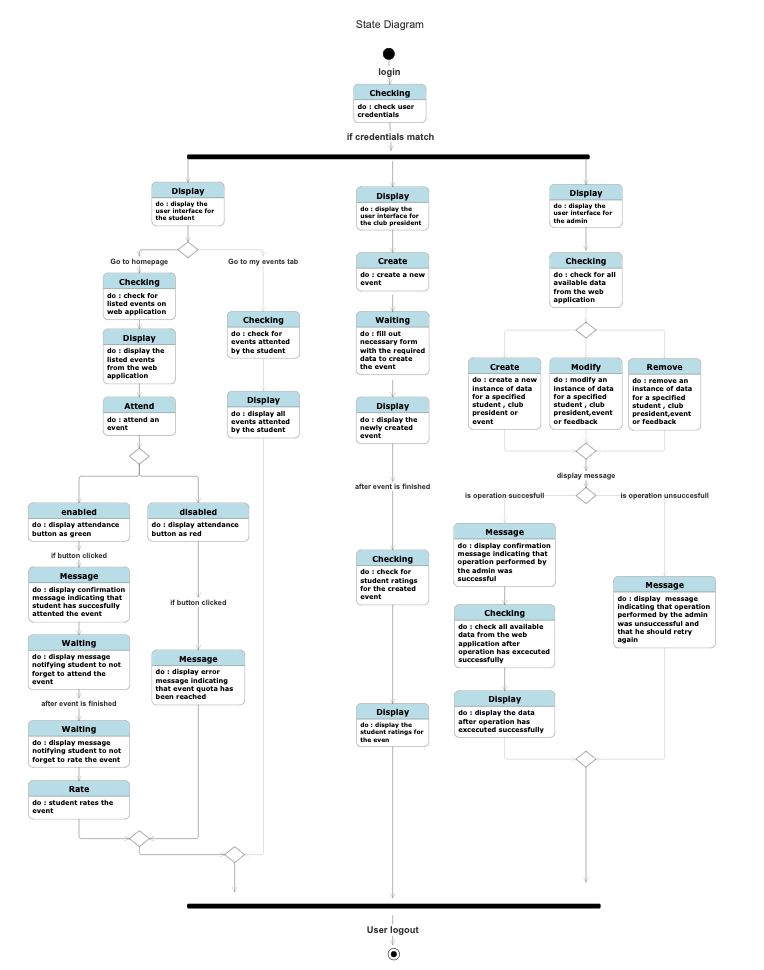 State Diagram
login
Checking
do : check user
credentials
if credentials match
Display
do : display the
user interface for
the student
Go to homepage
Go to my events tab
Checking
do : check for
listed events on
web application
Display
do : display the
listed events
from the web
application
Attend
do : attend an
event
Checking
do : check for
events attented
by the student
Display
do : display all
events attented
by the student
enabled
do : display attendance
button as green
if button clicked
Message
do : display confirmation
message indicating that
student has succesfully
attented the event
Waiting
do : display message
notifying student to not
forget to attend the
event
after event is finished
Waiting
do : display message
notifying student to not
forget to rate the event
Rate
do : student rates the
event
disabled
do : display attendance
button as red
if button clicked
Message
do : display error
message indicating
that event quota has
been reached
Display
do : display the
user interface for
the club president
Create
do : create a new
event
Waiting
do : fill out
necessary form
with the required
data to create
the event
Display
do : display the
newly created
event
after event is finished
Checking
do : check for
student ratings
for the created
event
Display
do : display the
student ratings for
the even
Display
do : display the
user interface for
the admin
Checking
do : check for all
available data
from the web
application
Create
do : create a new
instance of data
for a specified
student , club
president or
event
Modify
do : modify an
instance of data
for a specified
student , club
president,event
or feedback
Remove
do : remove an
instance of data
for a specified
student , club
president,event
or feedback
display message
is operation succesfull
is operation unsuccesfull
Message
do : display confirmation
message indicating that
operation performed by
the admin was
successful
Checking
do : check all available
data from the web
application after
operation has excecuted
successfully
Display
do : display the data
after operation has
excecuted successfully
Message
do : display  message
indicating that operation
performed by the admin
was unsuccessful and
that he should retry
again
User logout